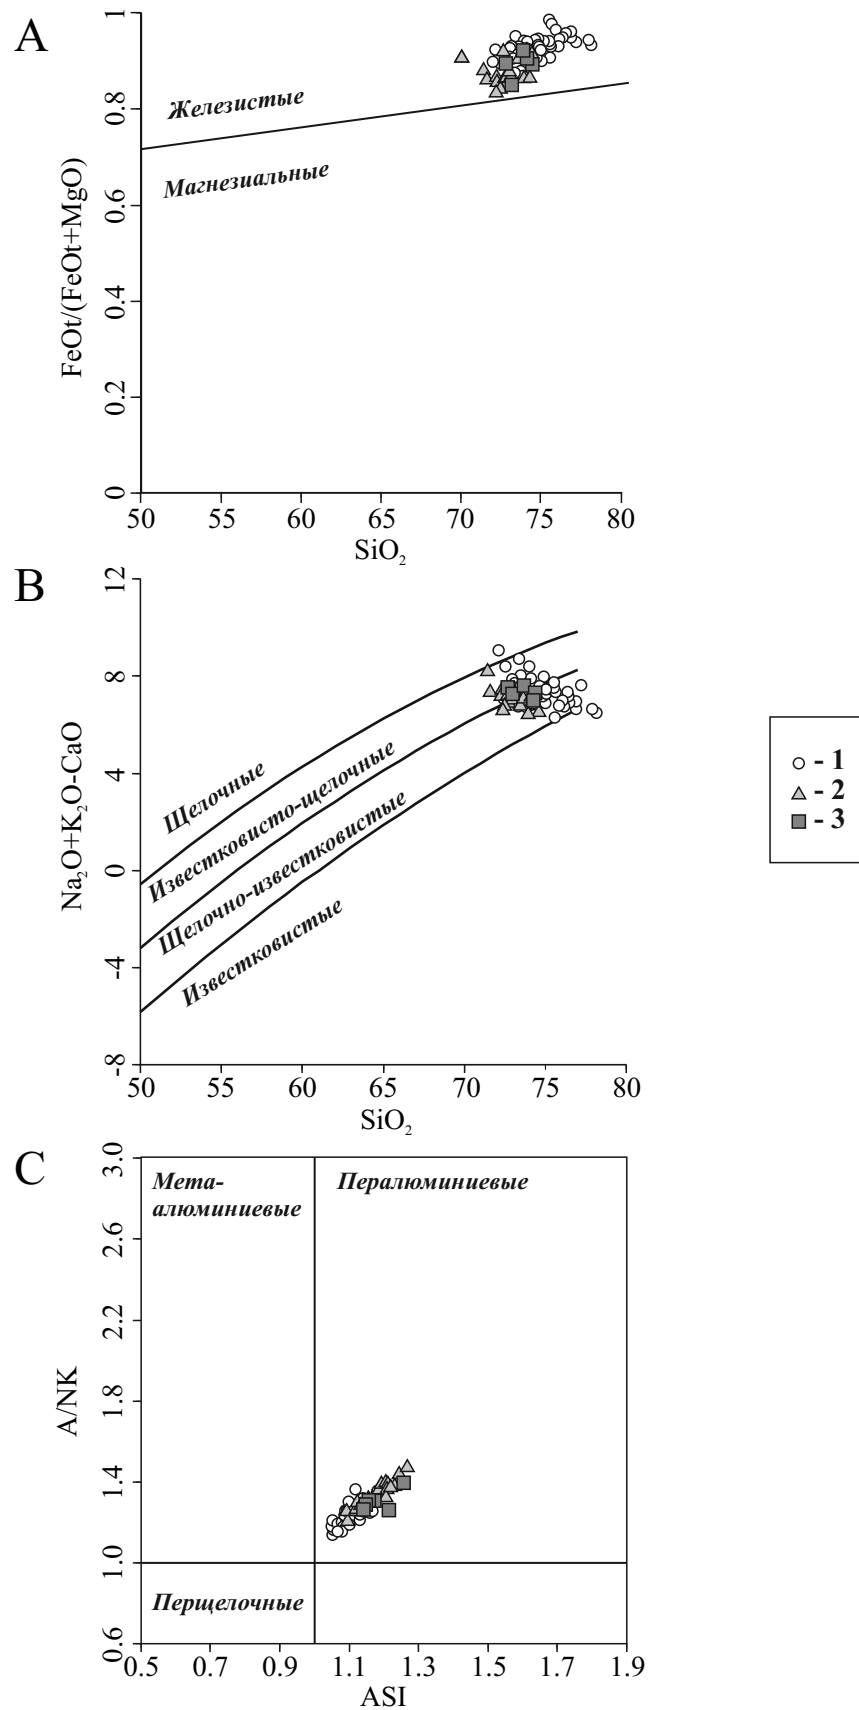 A
1
0.8
0.6
0.4
0.2
0
FeOt/(FeOt+MgO)
Железистые
Магнезиальные
50 55 60 65 70 75 80
SiO₂
B
12
8
4
0
-4
-8
Na₂O+K₂O-CaO
Щелочные
Известковисто-щелочные
Щелочно-известковистые
Известковистые
50 55 60 65 70 75 80
SiO₂
- 1
- 2
- 3
C
3.0
2.6
2.2
1.8
1.4
1.0
0.6
A/NK
Мета-
алюминиевые
Пералюминиевые
Перщелочные
0.5 0.7 0.9 1.1 1.3 1.5 1.7 1.9
ASI